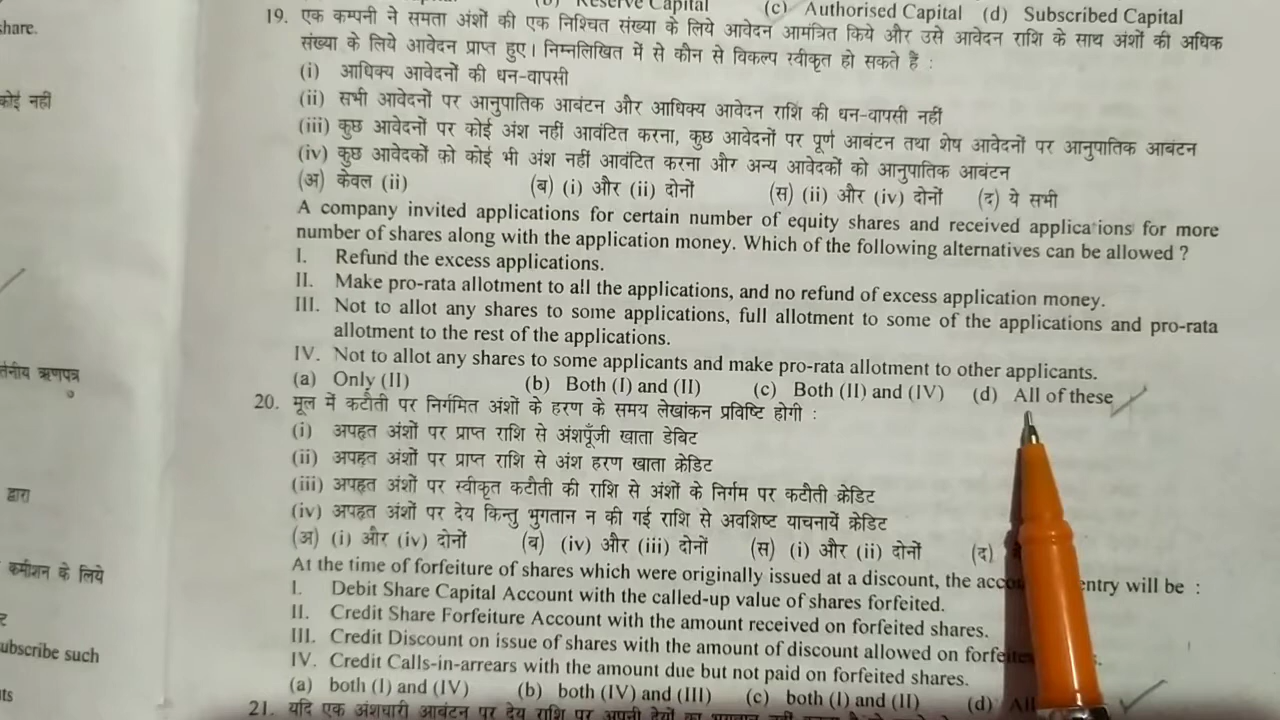 Reserve Capital (c) Authorised Capital (d) Subscribed Capital
share.
19. एक कम्पनी ने समता अंशों की एक निश्चित संख्या के लिये आवेदन आमंत्रित किये और उसे आवेदन राशि के साथ अंशों की अधिक
संख्या के लिये आवेदन प्राप्त हुए। निम्नलिखित में से कौन से विकल्प स्वीकृत हो सकते हैं :
(i) आधिक्य आवेदनों की धन-वापसी
कोई नहीं
(ii) सभी आवेदनों पर आनुपातिक आवंटन और आधिक्य आवेदन राशि की धन-वापसी नहीं
(iii) कुछ आवेदनों पर कोई अंश नहीं आवंटित करना, कुछ आवेदनों पर पूर्ण आबंटन तथा शेष आवेदनों पर आनुपातिक आबंटन
(iv) कुछ आवेदकों को कोई भी अंश नहीं आवंटित करना और अन्य आवेदकों को आनुपातिक आवंटन
(अ) केवल (ii) (ब) (i) और (ii) दोनों (स) (ii) और (iv) दोनों (द) ये सभी
A company invited applications for certain number of equity shares and received applications for more
number of shares along with the application money. Which of the following alternatives can be allowed ?
I. Refund the excess applications.
II. Make pro-rata allotment to all the applications, and no refund of excess application money.
III. Not to allot any shares to some applications, full allotment to some of the applications and pro-rata
allotment to the rest of the applications.
IV. Not to allot any shares to some applicants and make pro-rata allotment to other applicants.
ऋणपत्र
(a) Only (II) (b) Both (I) and (II) (c) Both (II) and (IV) (d) All of these
20. मूल में कटौती पर निर्गमित अंशों के हरण के समय लेखांकन प्रविष्टि होगी :
(i) अपहृत अंशों पर प्राप्त राशि से अंशपूँजी खाता डेबिट
(ii) अपहृत अंशों पर प्राप्त राशि से अंश हरण खाता क्रेडिट
द्वारा
(iii) अपहृत अंशों पर स्वीकृत कटौती की राशि से अंशों के निर्गम पर कटौती क्रेडिट
(iv) अपहृत अंशों पर देय किन्तु भुगतान न की गई राशि से अवशिष्ट याचनायें क्रेडिट
(अ) (i) और (iv) दोनों (ब) (iv) और (iii) दोनों (स) (i) और (ii) दोनों (द)
कमीशन के लिये
At the time of forfeiture of shares which were originally issued at a discount, the entry will be :
I. Debit Share Capital Account with the called-up value of shares forfeited.
II. Credit Share Forfeiture Account with the amount received on forfeited shares.
III. Credit Discount on issue of shares with the amount of discount allowed on
ubscribe such
IV. Credit Calls-in-arrears with the amount due but not paid on forfeited shares.
(a) both (I) and (IV) (b) both (IV) and (III) (c) both (I) and (II) (d)
21. यदि एक अंशधारी आबंटन पर देय राशि पर